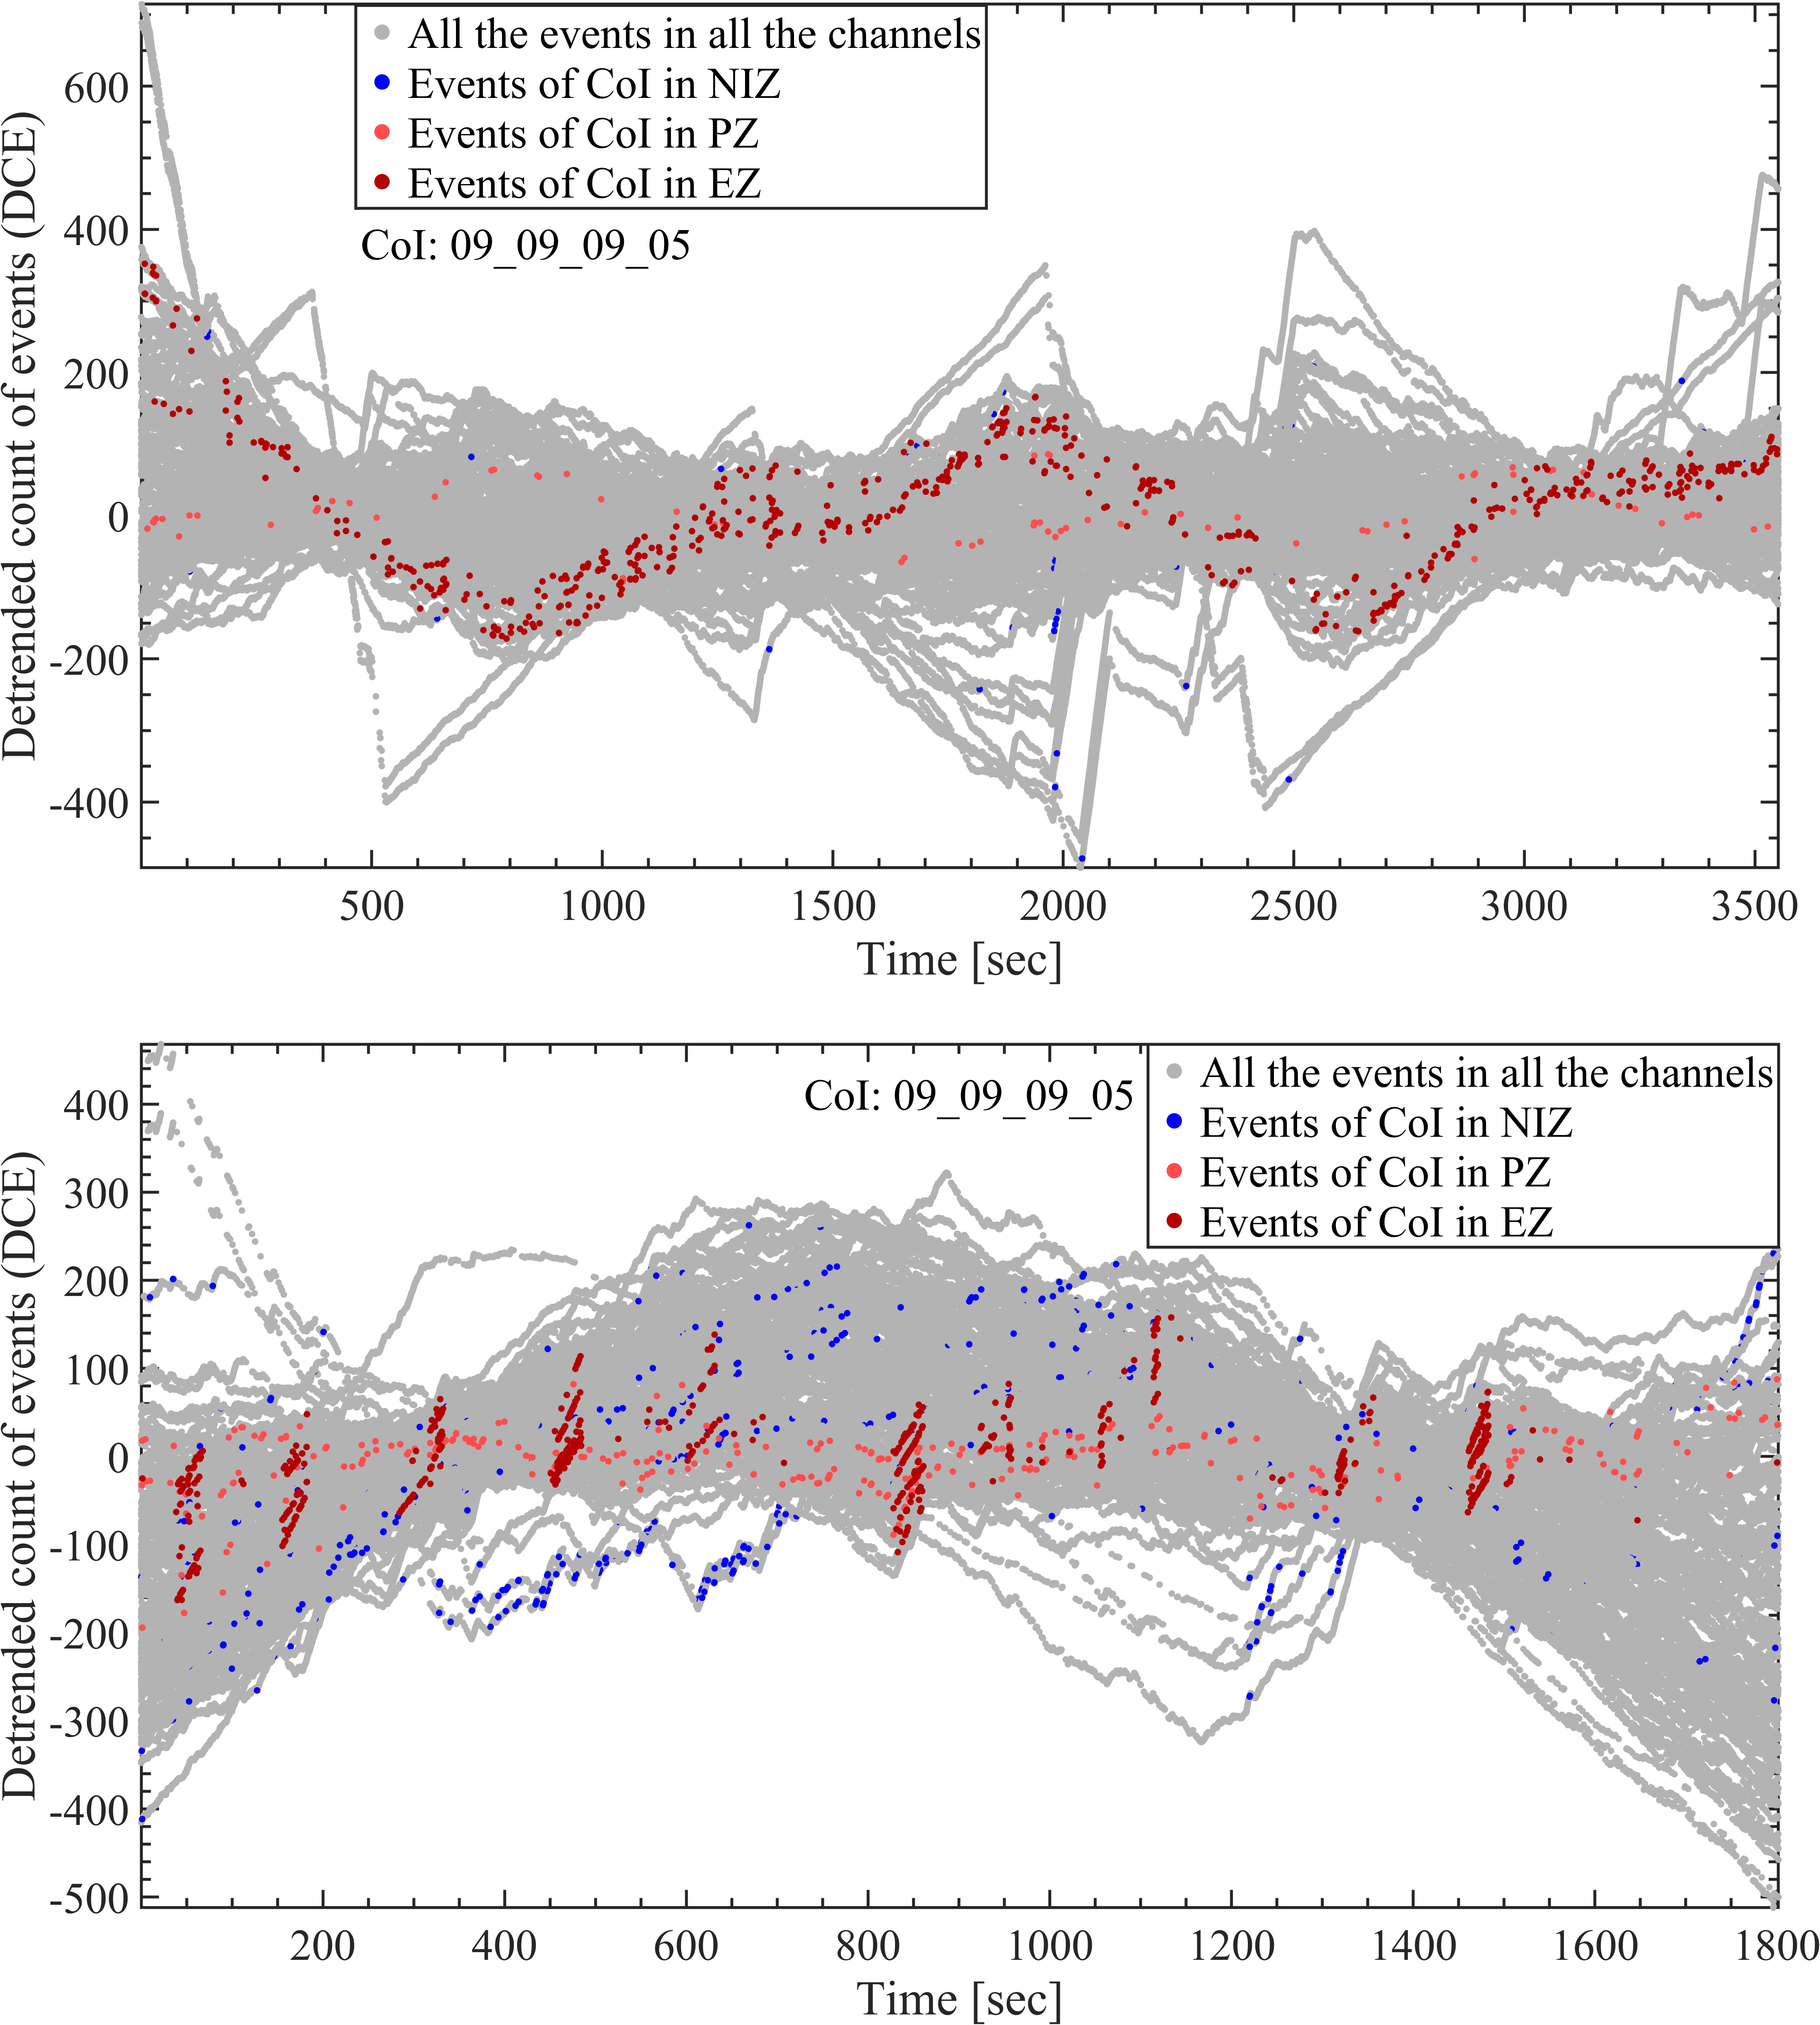 All the events in all the channels
Events of CoI in NIZ
Events of CoI in PZ
Events of CoI in EZ
CoI: 09_09_09_05
Detrended count of events (DCE)
600
400
200
0
-200
-400
500 1000 1500 2000 2500 3000 3500
Time [sec]
CoI: 09_09_09_05
All the events in all the channels
Events of CoI in NIZ
Events of CoI in PZ
Events of CoI in EZ
Detrended count of events (DCE)
400
300
200
100
0
-100
-200
-300
-400
-500
200 400 600 800 1000 1200 1400 1600 1800
Time [sec]